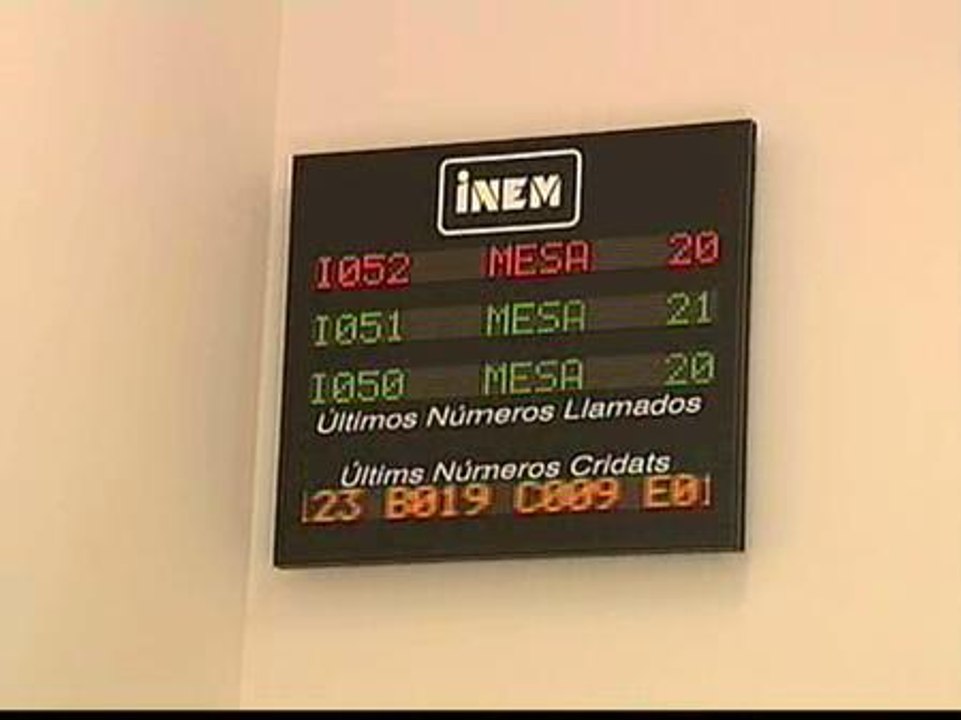 iNEM
I052 MESA 20
I051 MESA 21
I050 MESA 20
Últimos Números Llamados
Últims Números Cridats
23 B019 C009 E0